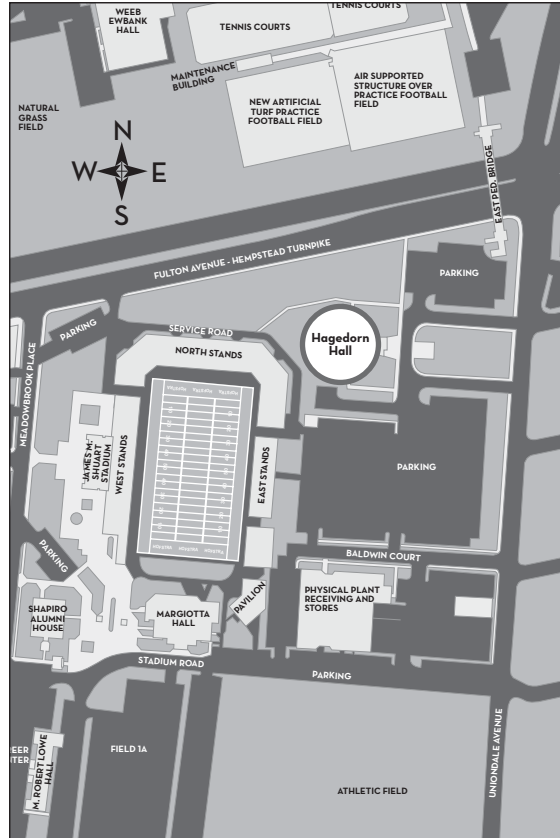 WEEB
EWBANK
HALL
TENNIS COURTS
TENNIS COURTS
MAINTENANCE
BUILDING
AIR SUPPORTED
STRUCTURE OVER
PRACTICE FOOTBALL
FIELD
NEW ARTIFICIAL
TURF PRACTICE
FOOTBALL FIELD
NATURAL
GRASS
FIELD
N
W E
S
EAST PED. BRIDGE
FULTON AVENUE - HEMPSTEAD TURNPIKE
PARKING
PARKING
SERVICE ROAD
NORTH STANDS
Hagedorn
Hall
MEADOWBROOK PLACE
JAMES M.
SHUART
STADIUM
WEST STANDS
EAST STANDS
PARKING
PARKING
BALDWIN COURT
SHAPIRO
ALUMNI
HOUSE
MARGIOTTA
HALL
PAVILION
PHYSICAL PLANT
RECEIVING AND
STORES
STADIUM ROAD
PARKING
UNIONDALE AVENUE
REER
NTER
M. ROBERT LOWE
HALL
FIELD 1A
ATHLETIC FIELD